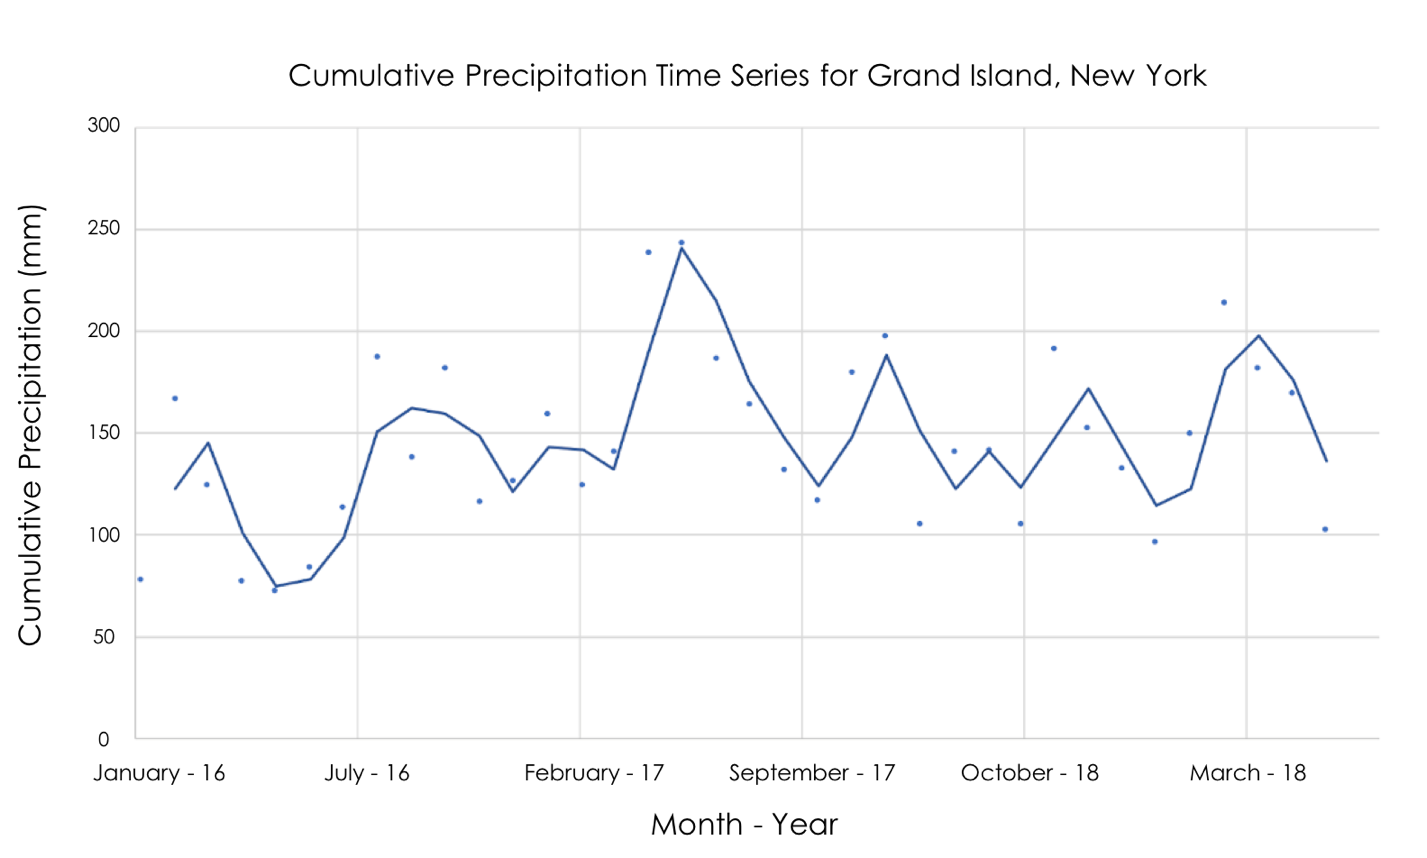 Cumulative Precipitation Time Series for Grand Island, New York
Cumulative Precipitation (mm)
300
250
200
150
100
50
0
January - 16 July - 16 February - 17 September - 17 October - 18 March - 18
Month - Year